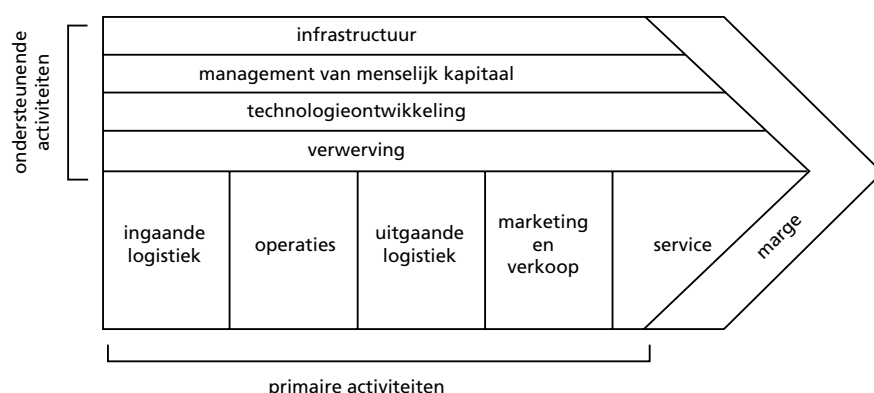 ondersteunende
activiteiten
infrastructuur
management van menselijk kapitaal
technologieontwikkeling
verwerving
ingaande
logistiek
operaties
uitgaande
logistiek
marketing
en
verkoop
service
marge
primaire activiteiten